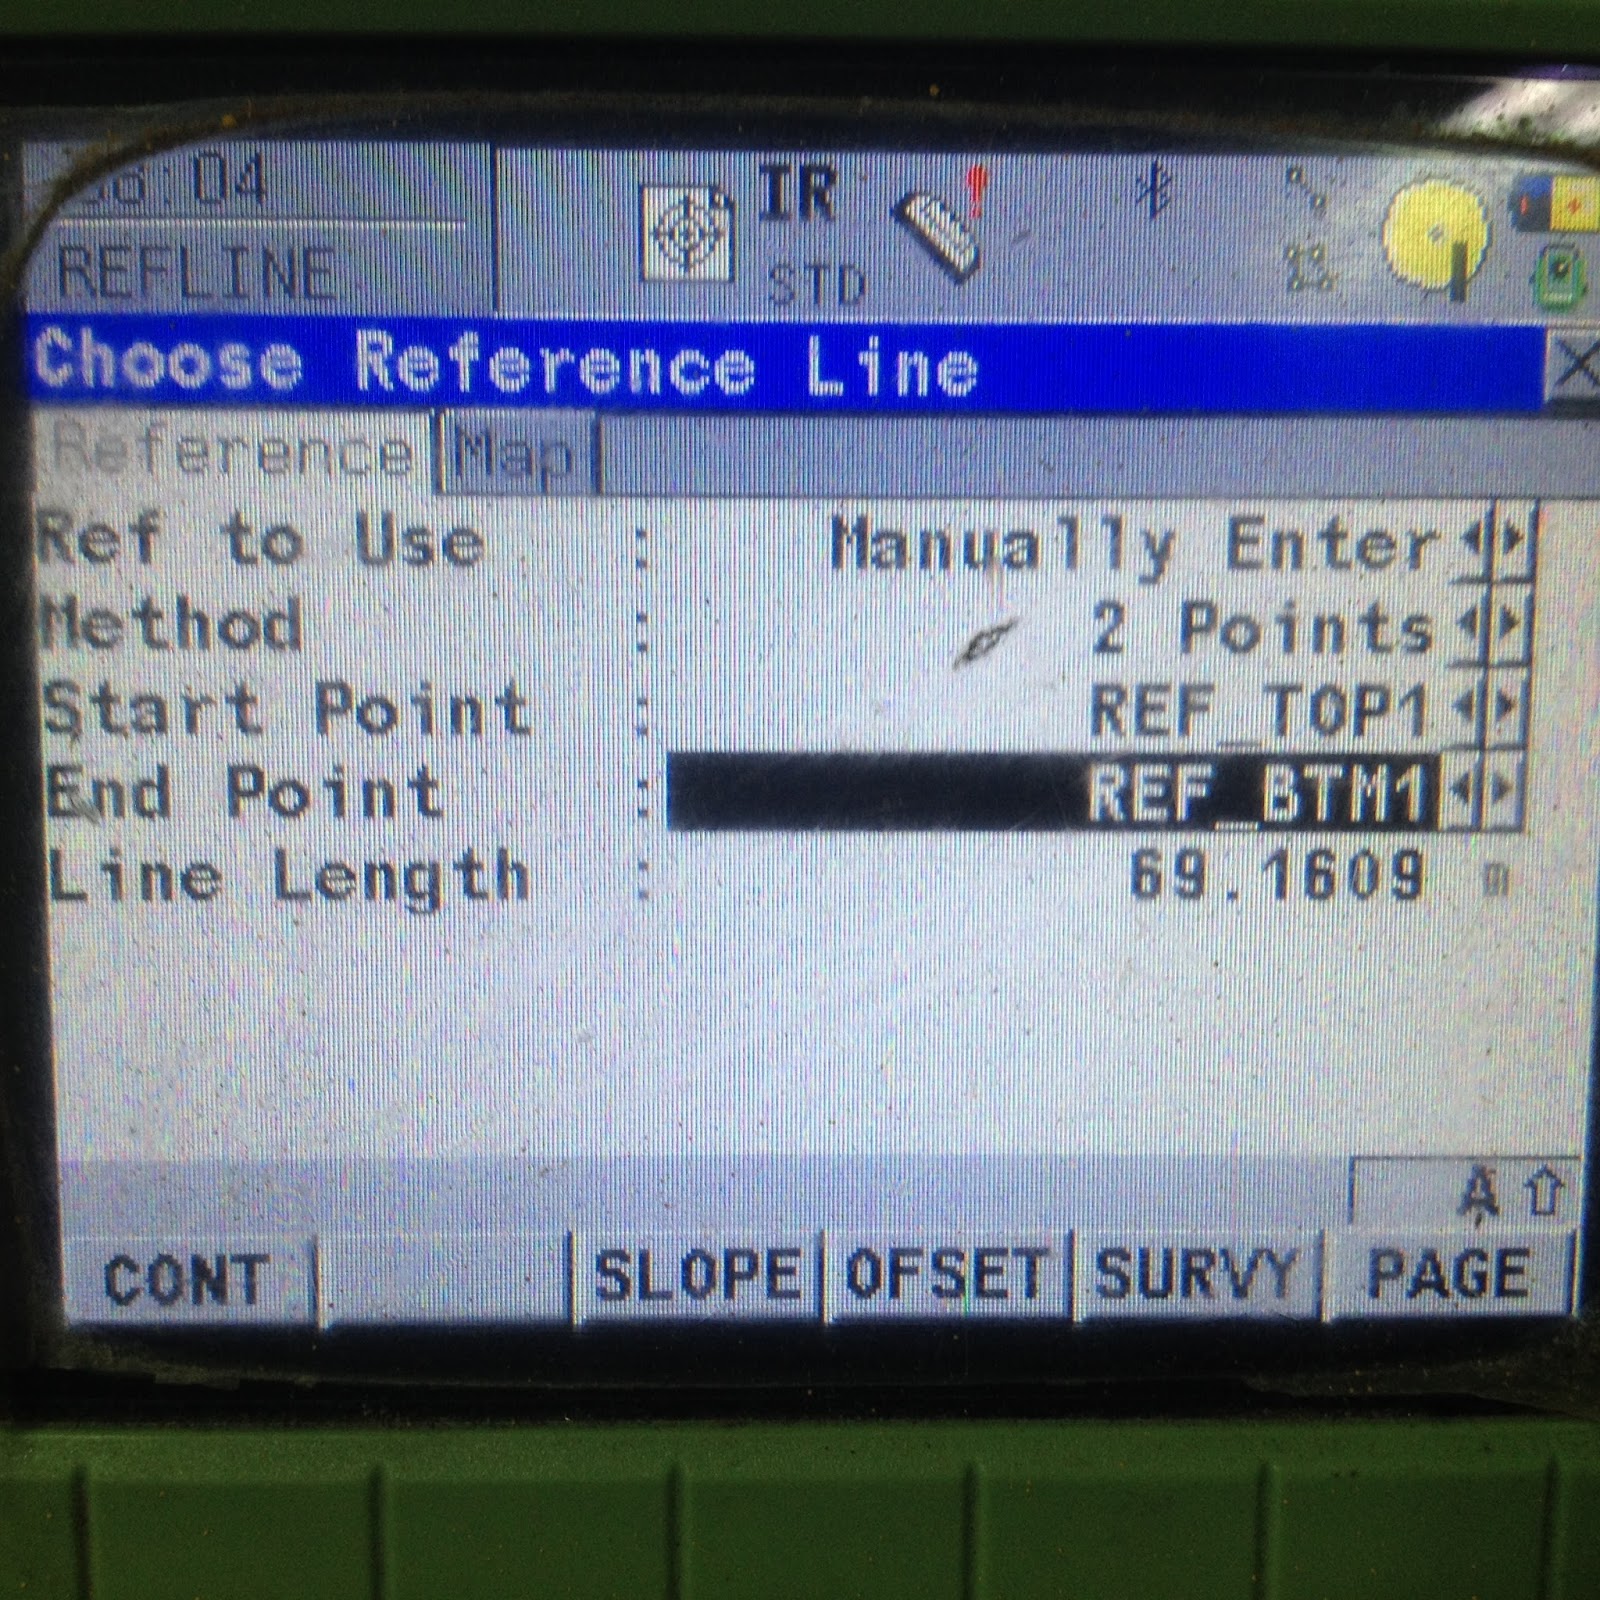 :04
REFLINE
IR
STD
Choose Reference Line
Reference Map
Ref to Use : Manually Enter
Method : 2 Points
Start Point : REF_TOP1
End Point : REF_BTM1
Line Length : 69.1609 m
A
CONT SLOPE OFSET SURVY PAGE